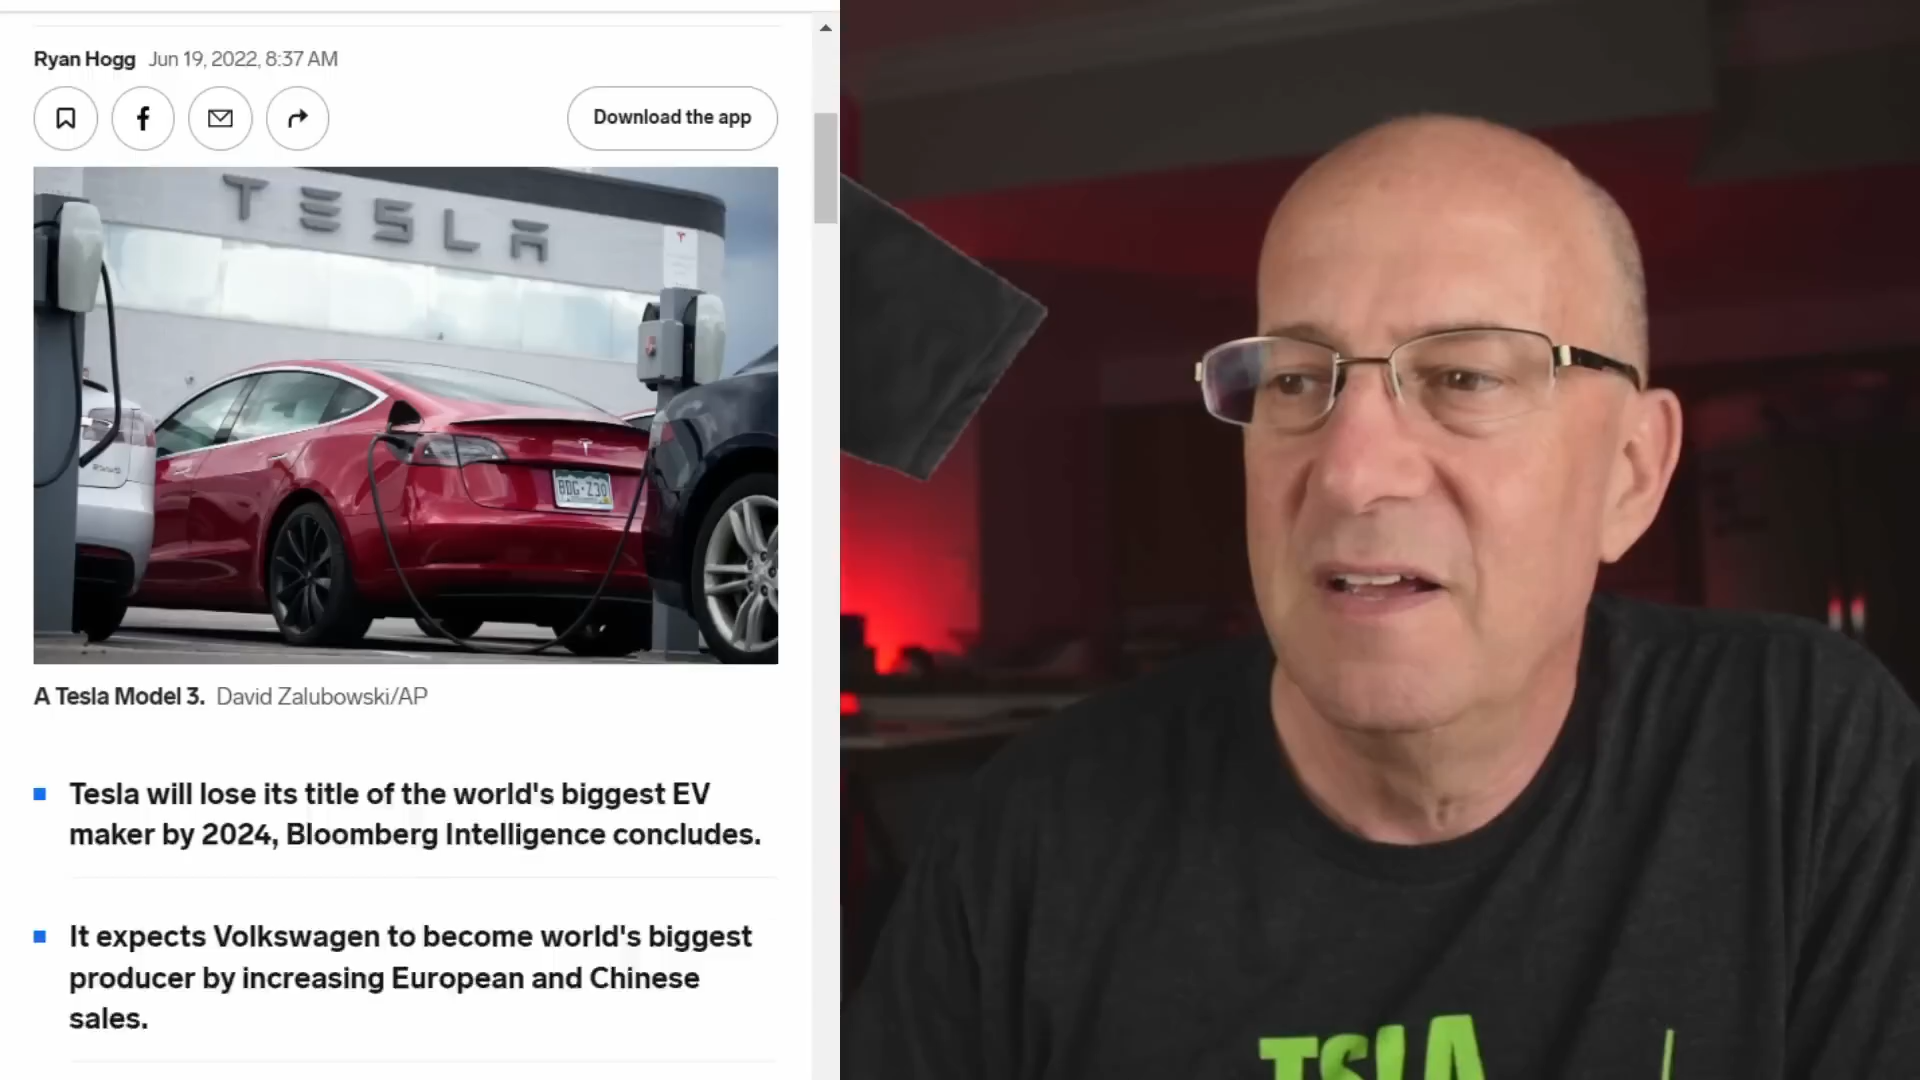 Ryan Hogg Jun 19, 2022, 8:37 AM
Download the app
TESLA
BDG·Z30
A Tesla Model 3. David Zalubowski/AP
Tesla will lose its title of the world's biggest EV
maker by 2024, Bloomberg Intelligence concludes.
It expects Volkswagen to become world's biggest
producer by increasing European and Chinese
sales.
TSLA